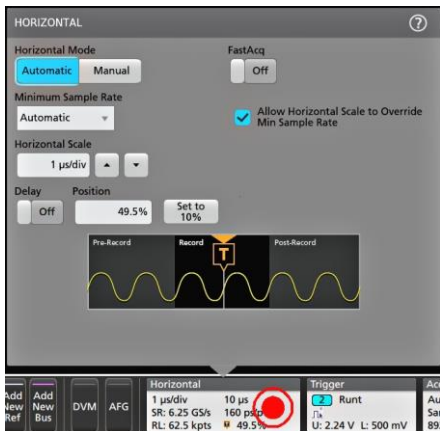 HORIZONTAL
?
Horizontal Mode
Automatic Manual
FastAcq
Off
Minimum Sample Rate
Automatic
Allow Horizontal Scale to Override
Min Sample Rate
Horizontal Scale
1 µs/div
Delay Position
Off 49.5% Set to
10%
Pre-Record Record Post-Record
T
Add
New
Ref
Add
New
Bus
DVM AFG
Horizontal
1 µs/div 10 µs
SR: 6.25 GS/s 160
RL: 62.5 kpts 49.5%
Trigger
2 Runt
U: 2.24 V L: 500 mV